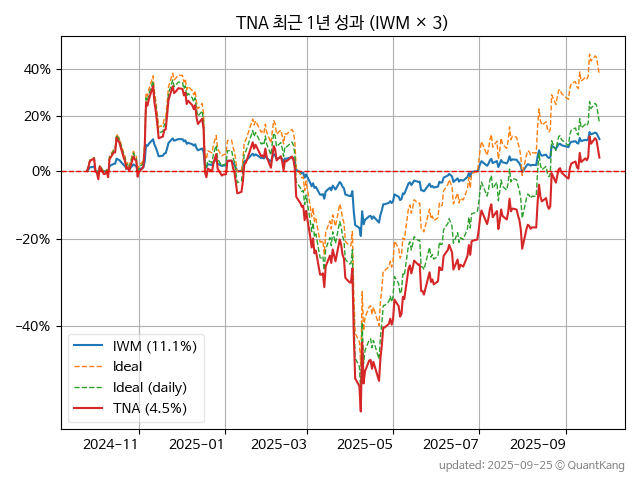 TNA 최근 1년 성과 (IWM × 3)
40%
20%
0%
−20%
−40%
IWM (11.1%)
Ideal
Ideal (daily)
TNA (4.5%)
2024-11
2025-01
2025-03
2025-05
2025-07
2025-09
updated: 2025-09-25 © QuantKang